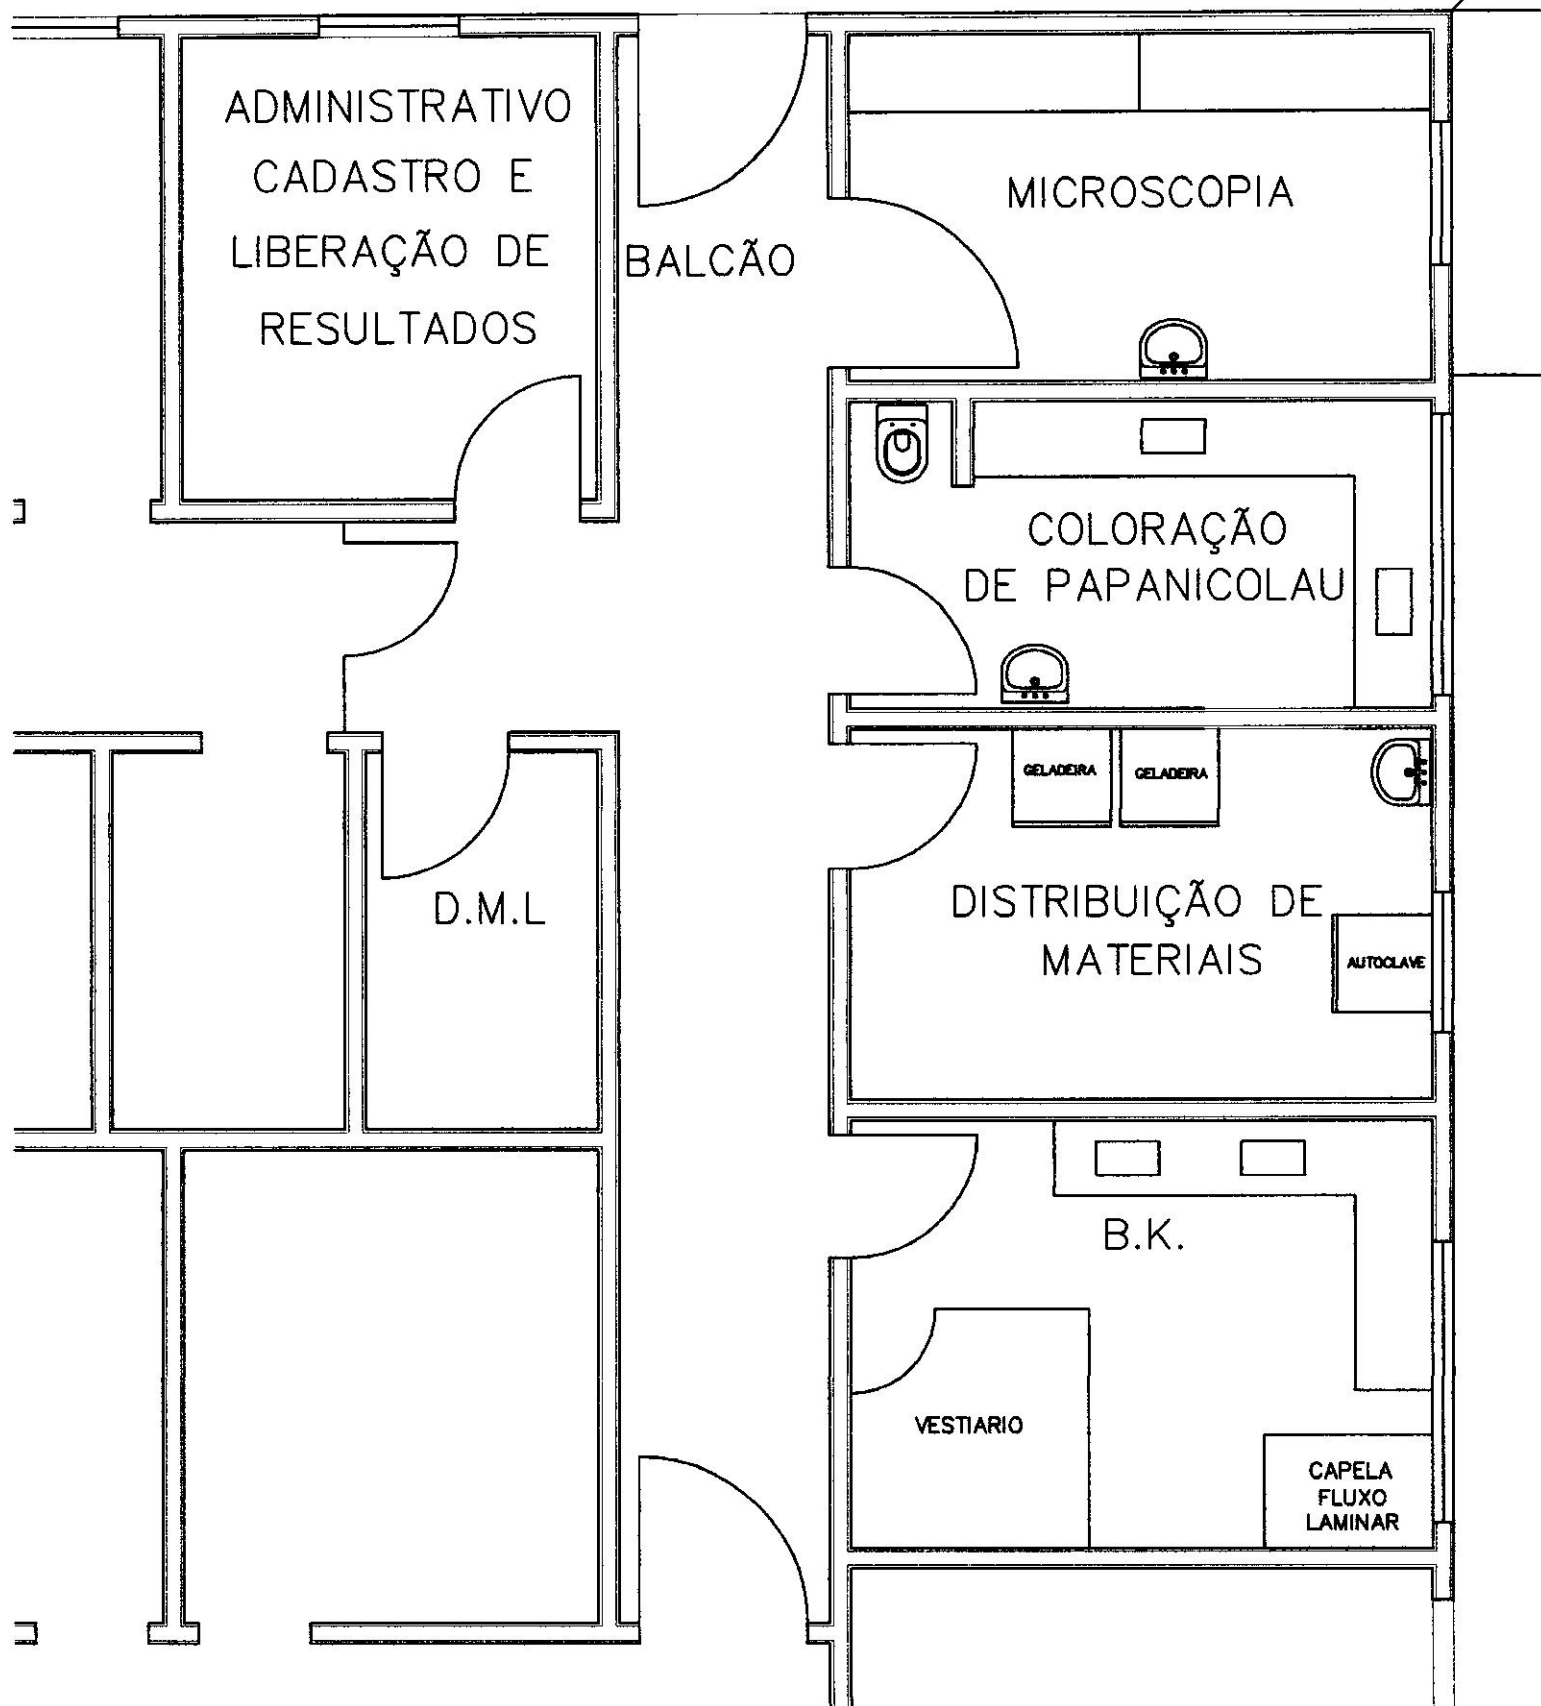 ADMINISTRATIVO
CADASTRO E
LIBERAÇÃO DE
RESULTADOS
BALCÃO
MICROSCOPIA
COLORAÇÃO
DE PAPANICOLAU
GELADEIRA
GELADEIRA
D.M.L
DISTRIBUIÇÃO DE
MATERIAIS
AUTOCLAVE
B.K.
VESTIARIO
CAPELA
FLUXO
LAMINAR